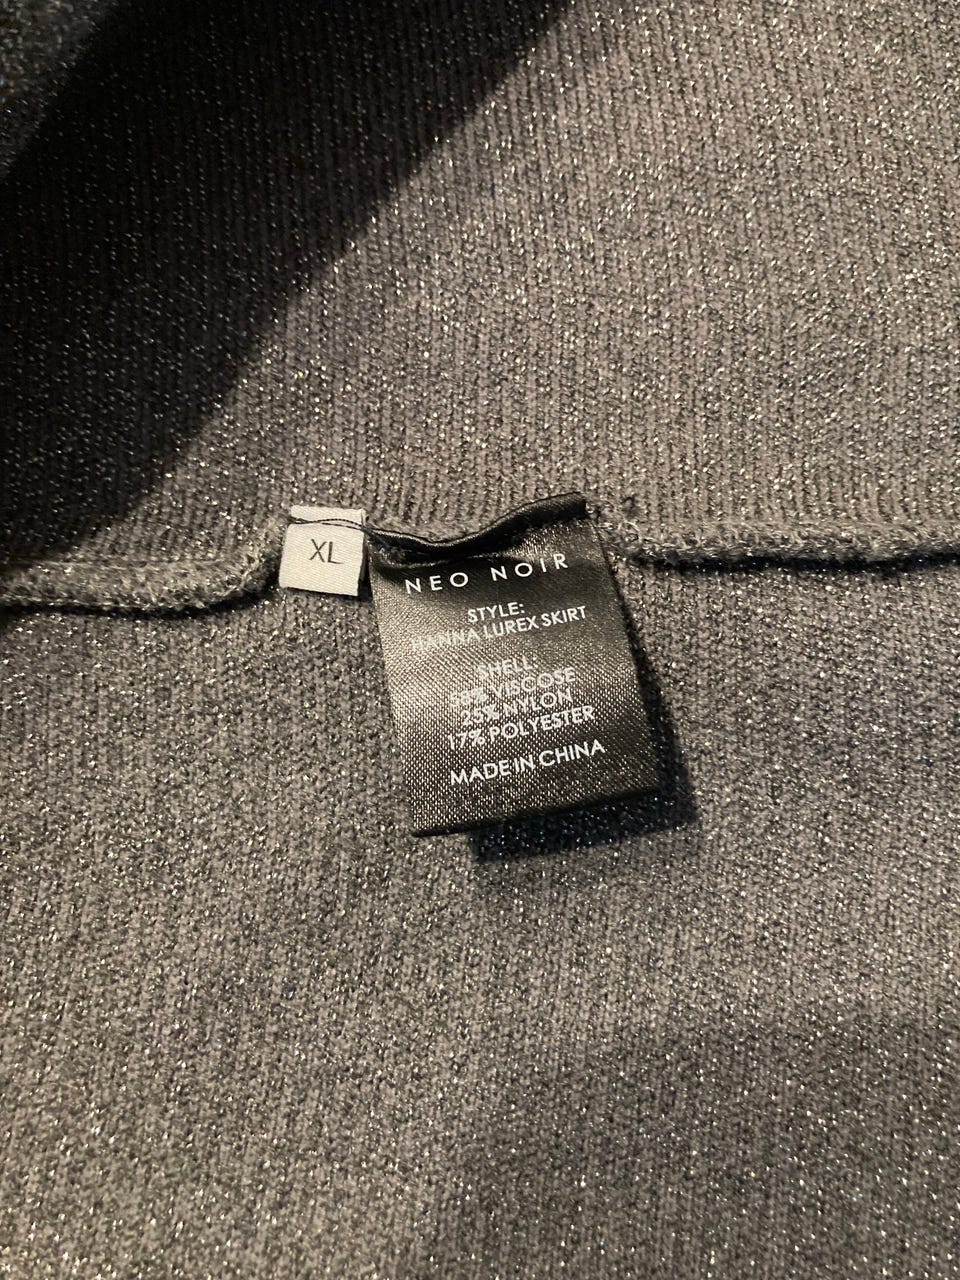 XL
NEO NOIR
STYLE:
LUREX SKIRT
SHELL:
VISCOSE
25% NYLON
17% POLYESTER
MADE IN CHINA